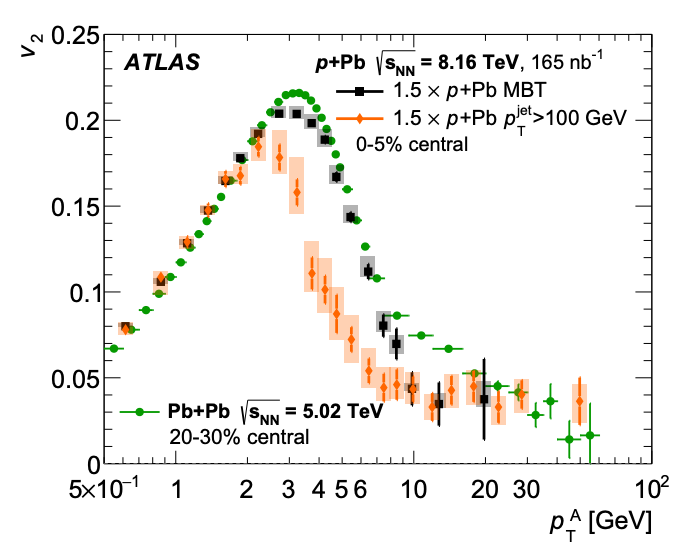 v₂
0.25
0.2
0.15
0.1
0.05
0
ATLAS
p+Pb √sNN = 8.16 TeV, 165 nb⁻¹
1.5 × p+Pb MBT
1.5 × p+Pb pTjet>100 GeV
0-5% central
Pb+Pb √sNN = 5.02 TeV
20-30% central
5×10⁻¹ 1 2 3 4 5 6 10 20 30 10²
pTA [GeV]